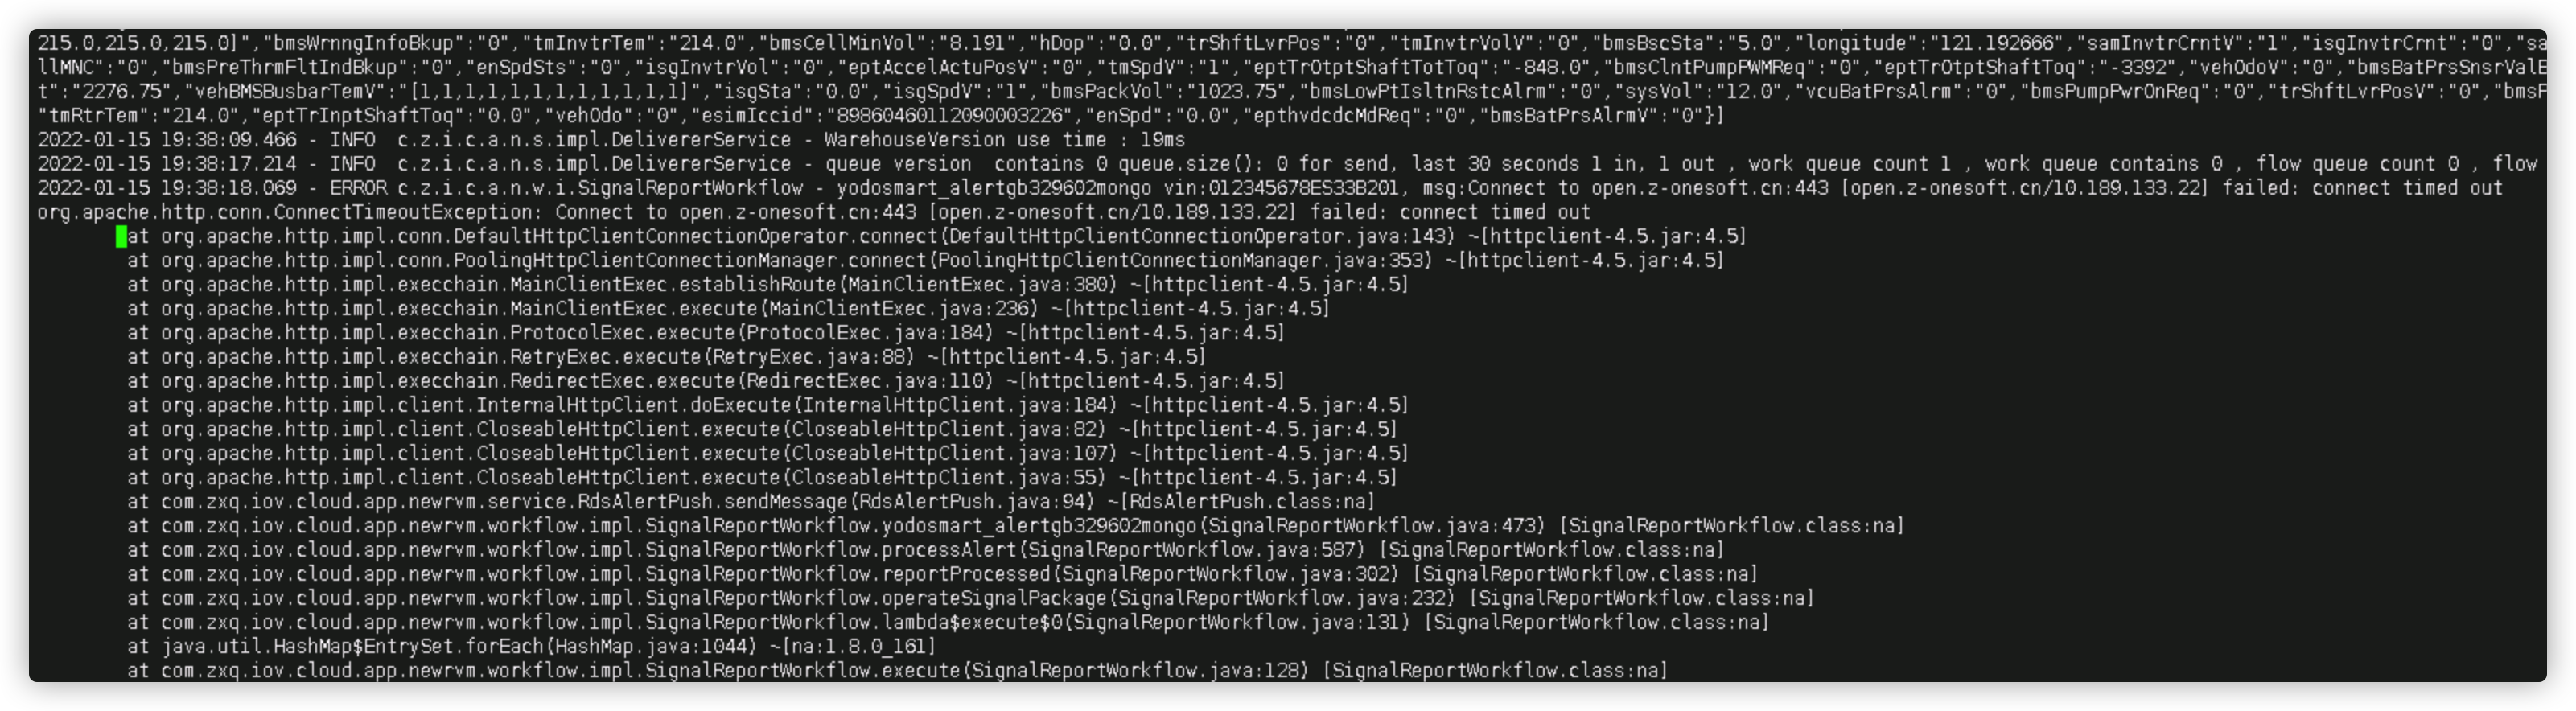 215.0,215.0,215.0]","bmsWrnngInfoBkup":"0","tmInvtrTem":"214.0","bmsCellMinVol":"8.191","hDop":"0.0","trShftLvrPos":"0","tmInvtrVolV":"0","bmsBscSta":"5.0","longitude":"121.192666","samInvtrCrntV":"1","isgInvtrCrnt":"0","sa
llMNC":"0","bmsPreThrmFltIndBkup":"0","enSpdSts":"0","isgInvtrVol":"0","eptAccelActuPosV":"0","tmSpdV":"1","eptTrOtptShaftTotToq":"-848.0","bmsClntPumpPWMReq":"0","eptTrOtptShaftToq":"-3392","vehOdoV":"0","bmsBatPrsSnsrValB
t":"2276.75","vehBMSBusbarTemV":"[1,1,1,1,1,1,1,1,1,1,1,1]","isgSta":"0.0","isgSpdV":"1","bmsPackVol":"1023.75","bmsLowPtIsltnRstcAlrm":"0","sysVol":"12.0","vcuBatPrsAlrm":"0","bmsPumpPwrOnReq":"0","trShftLvrPosV":"0","bmsP
"tmRtrTem":"214.0","eptTrInptShaftToq":"0.0","vehOdo":"0","esimIccid":"89860460112090003226","enSpd":"0.0","epthvdcdcMdReq":"0","bmsBatPrsAlrmV":"0"}]
2022-01-15 19:38:09.466 - INFO  c.z.i.c.a.n.s.impl.DelivererService - WarehouseVersion use time : 19ms
2022-01-15 19:38:17.214 - INFO  c.z.i.c.a.n.s.impl.DelivererService - queue version  contains 0 queue.size(): 0 for send, last 30 seconds 1 in, 1 out , work queue count 1 , work queue contains 0 , flow queue count 0 , flow
2022-01-15 19:38:18.069 - ERROR c.z.i.c.a.n.w.i.SignalReportWorkflow - yodosmart_alertgb329602mongo vin:012345678ES33B201, msg:Connect to open.z-onesoft.cn:443 [open.z-onesoft.cn/10.189.133.22] failed: connect timed out
org.apache.http.conn.ConnectTimeoutException: Connect to open.z-onesoft.cn:443 [open.z-onesoft.cn/10.189.133.22] failed: connect timed out
at org.apache.http.impl.conn.DefaultHttpClientConnectionOperator.connect(DefaultHttpClientConnectionOperator.java:143) ~[httpclient-4.5.jar:4.5]
at org.apache.http.impl.conn.PoolingHttpClientConnectionManager.connect(PoolingHttpClientConnectionManager.java:353) ~[httpclient-4.5.jar:4.5]
at org.apache.http.impl.execchain.MainClientExec.establishRoute(MainClientExec.java:380) ~[httpclient-4.5.jar:4.5]
at org.apache.http.impl.execchain.MainClientExec.execute(MainClientExec.java:236) ~[httpclient-4.5.jar:4.5]
at org.apache.http.impl.execchain.ProtocolExec.execute(ProtocolExec.java:184) ~[httpclient-4.5.jar:4.5]
at org.apache.http.impl.execchain.RetryExec.execute(RetryExec.java:88) ~[httpclient-4.5.jar:4.5]
at org.apache.http.impl.execchain.RedirectExec.execute(RedirectExec.java:110) ~[httpclient-4.5.jar:4.5]
at org.apache.http.impl.client.InternalHttpClient.doExecute(InternalHttpClient.java:184) ~[httpclient-4.5.jar:4.5]
at org.apache.http.impl.client.CloseableHttpClient.execute(CloseableHttpClient.java:82) ~[httpclient-4.5.jar:4.5]
at org.apache.http.impl.client.CloseableHttpClient.execute(CloseableHttpClient.java:107) ~[httpclient-4.5.jar:4.5]
at org.apache.http.impl.client.CloseableHttpClient.execute(CloseableHttpClient.java:55) ~[httpclient-4.5.jar:4.5]
at com.zxq.iov.cloud.app.newrvm.service.RdsAlertPush.sendMessage(RdsAlertPush.java:94) ~[RdsAlertPush.class:na]
at com.zxq.iov.cloud.app.newrvm.workflow.impl.SignalReportWorkflow.yodosmart_alertgb329602mongo(SignalReportWorkflow.java:473) [SignalReportWorkflow.class:na]
at com.zxq.iov.cloud.app.newrvm.workflow.impl.SignalReportWorkflow.processAlert(SignalReportWorkflow.java:587) [SignalReportWorkflow.class:na]
at com.zxq.iov.cloud.app.newrvm.workflow.impl.SignalReportWorkflow.reportProcessed(SignalReportWorkflow.java:302) [SignalReportWorkflow.class:na]
at com.zxq.iov.cloud.app.newrvm.workflow.impl.SignalReportWorkflow.operateSignalPackage(SignalReportWorkflow.java:232) [SignalReportWorkflow.class:na]
at com.zxq.iov.cloud.app.newrvm.workflow.impl.SignalReportWorkflow.lambda$execute$0(SignalReportWorkflow.java:131) [SignalReportWorkflow.class:na]
at java.util.HashMap$EntrySet.forEach(HashMap.java:1044) ~[na:1.8.0_161]
at com.zxq.iov.cloud.app.newrvm.workflow.impl.SignalReportWorkflow.execute(SignalReportWorkflow.java:128) [SignalReportWorkflow.class:na]